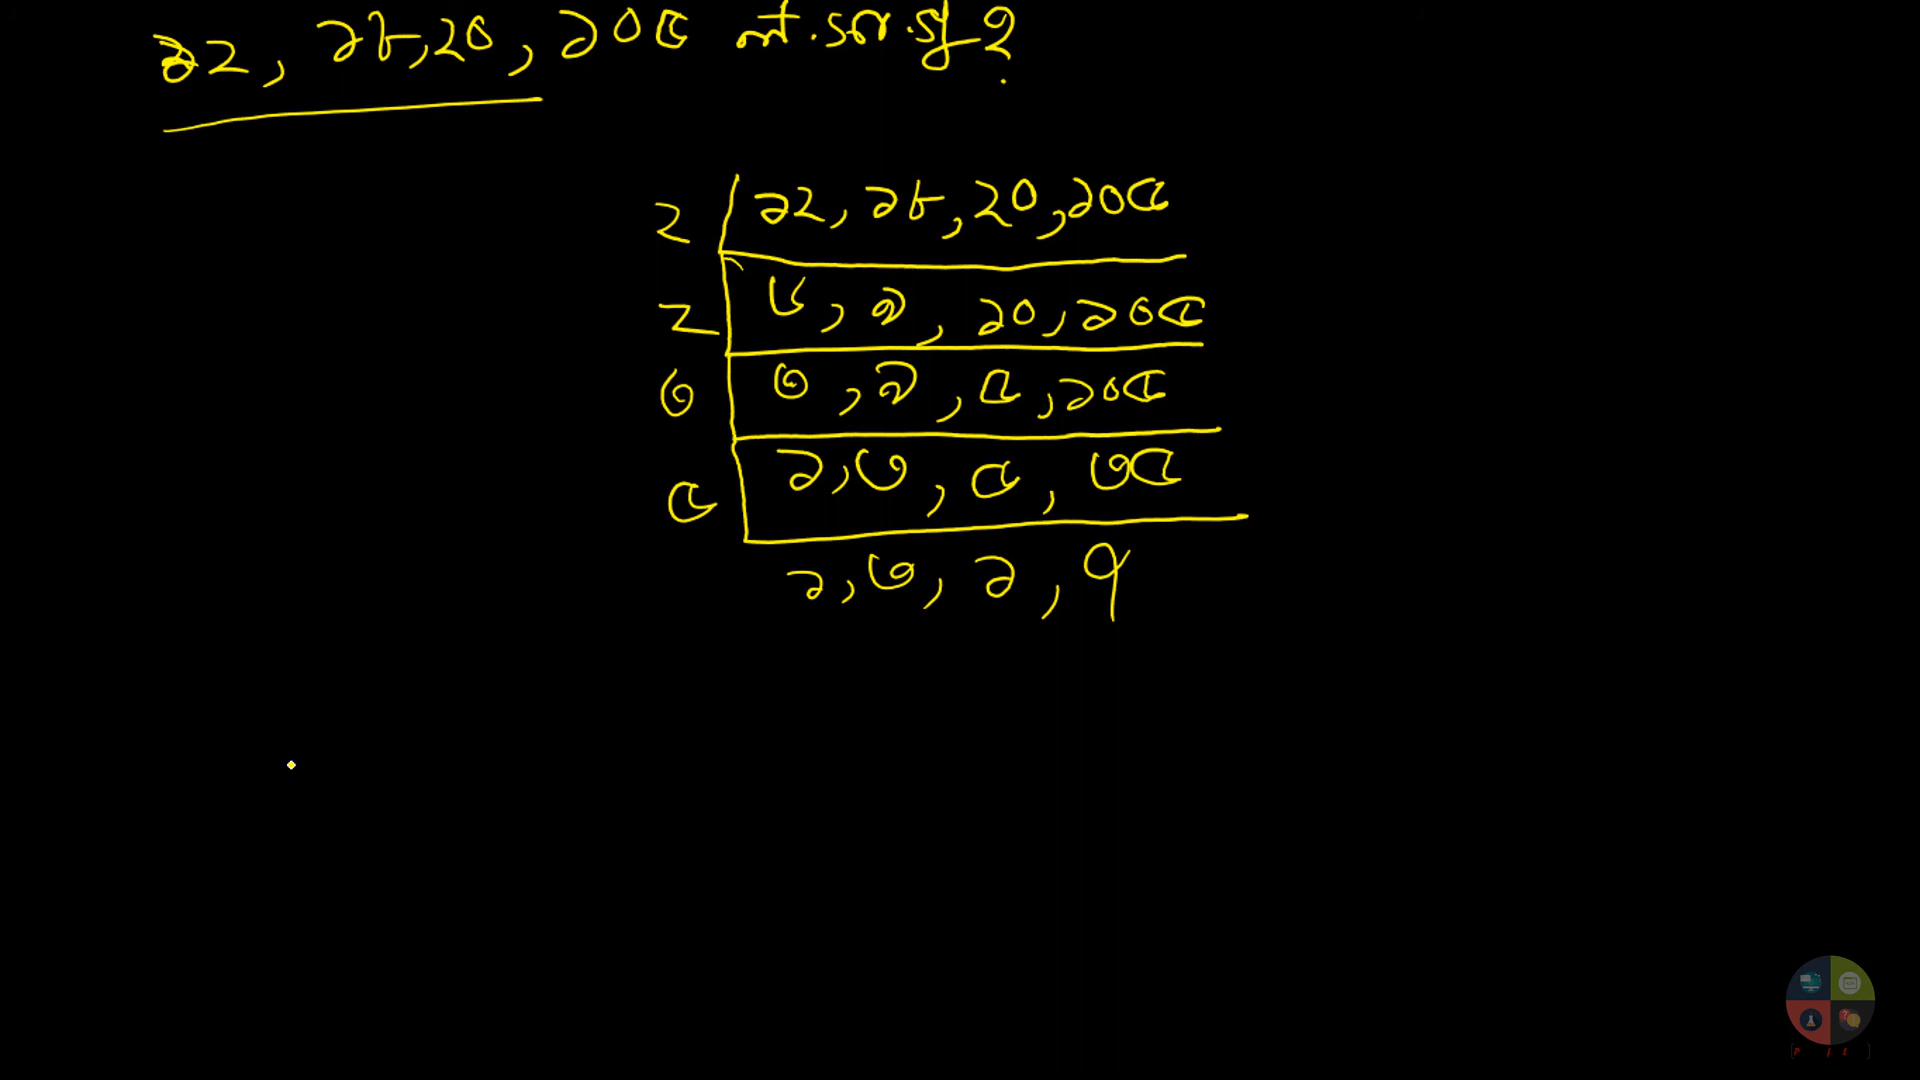 ১২, ১৮, ২০, ১০৫ ল.সা.গু ?
২ | ১২, ১৮, ২০, ১০৫
২ | ৬, ৯, ১০, ১০৫
৩ | ৩, ৯, ৫, ১০৫
৫ | ১, ৩, ৫, ৩৫
১, ৩, ১, ৭